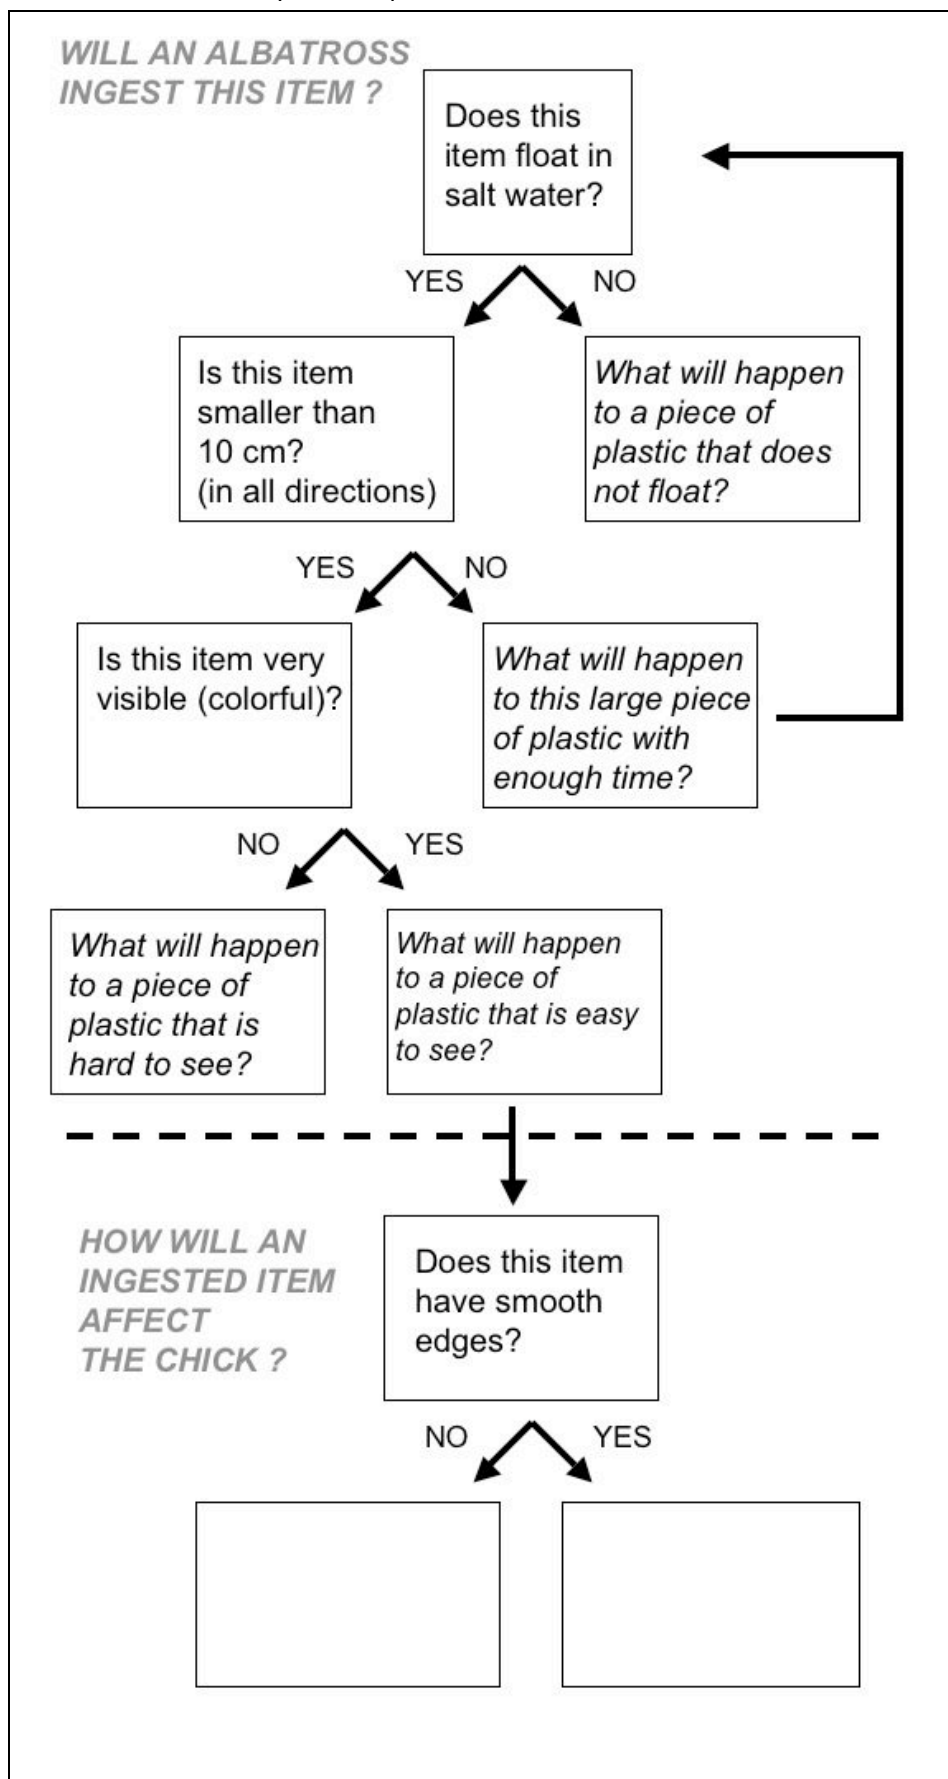 WILL AN ALBATROSS
INGEST THIS ITEM ?
Does this
item float in
salt water?
YES
NO
Is this item
smaller than
10 cm?
(in all directions)
What will happen
to a piece of
plastic that does
not float?
YES
NO
Is this item very
visible (colorful)?
What will happen
to this large piece
of plastic with
enough time?
NO
YES
What will happen
to a piece of
plastic that is
hard to see?
What will happen
to a piece of
plastic that is easy
to see?
HOW WILL AN
INGESTED ITEM
AFFECT
THE CHICK ?
Does this item
have smooth
edges?
NO
YES